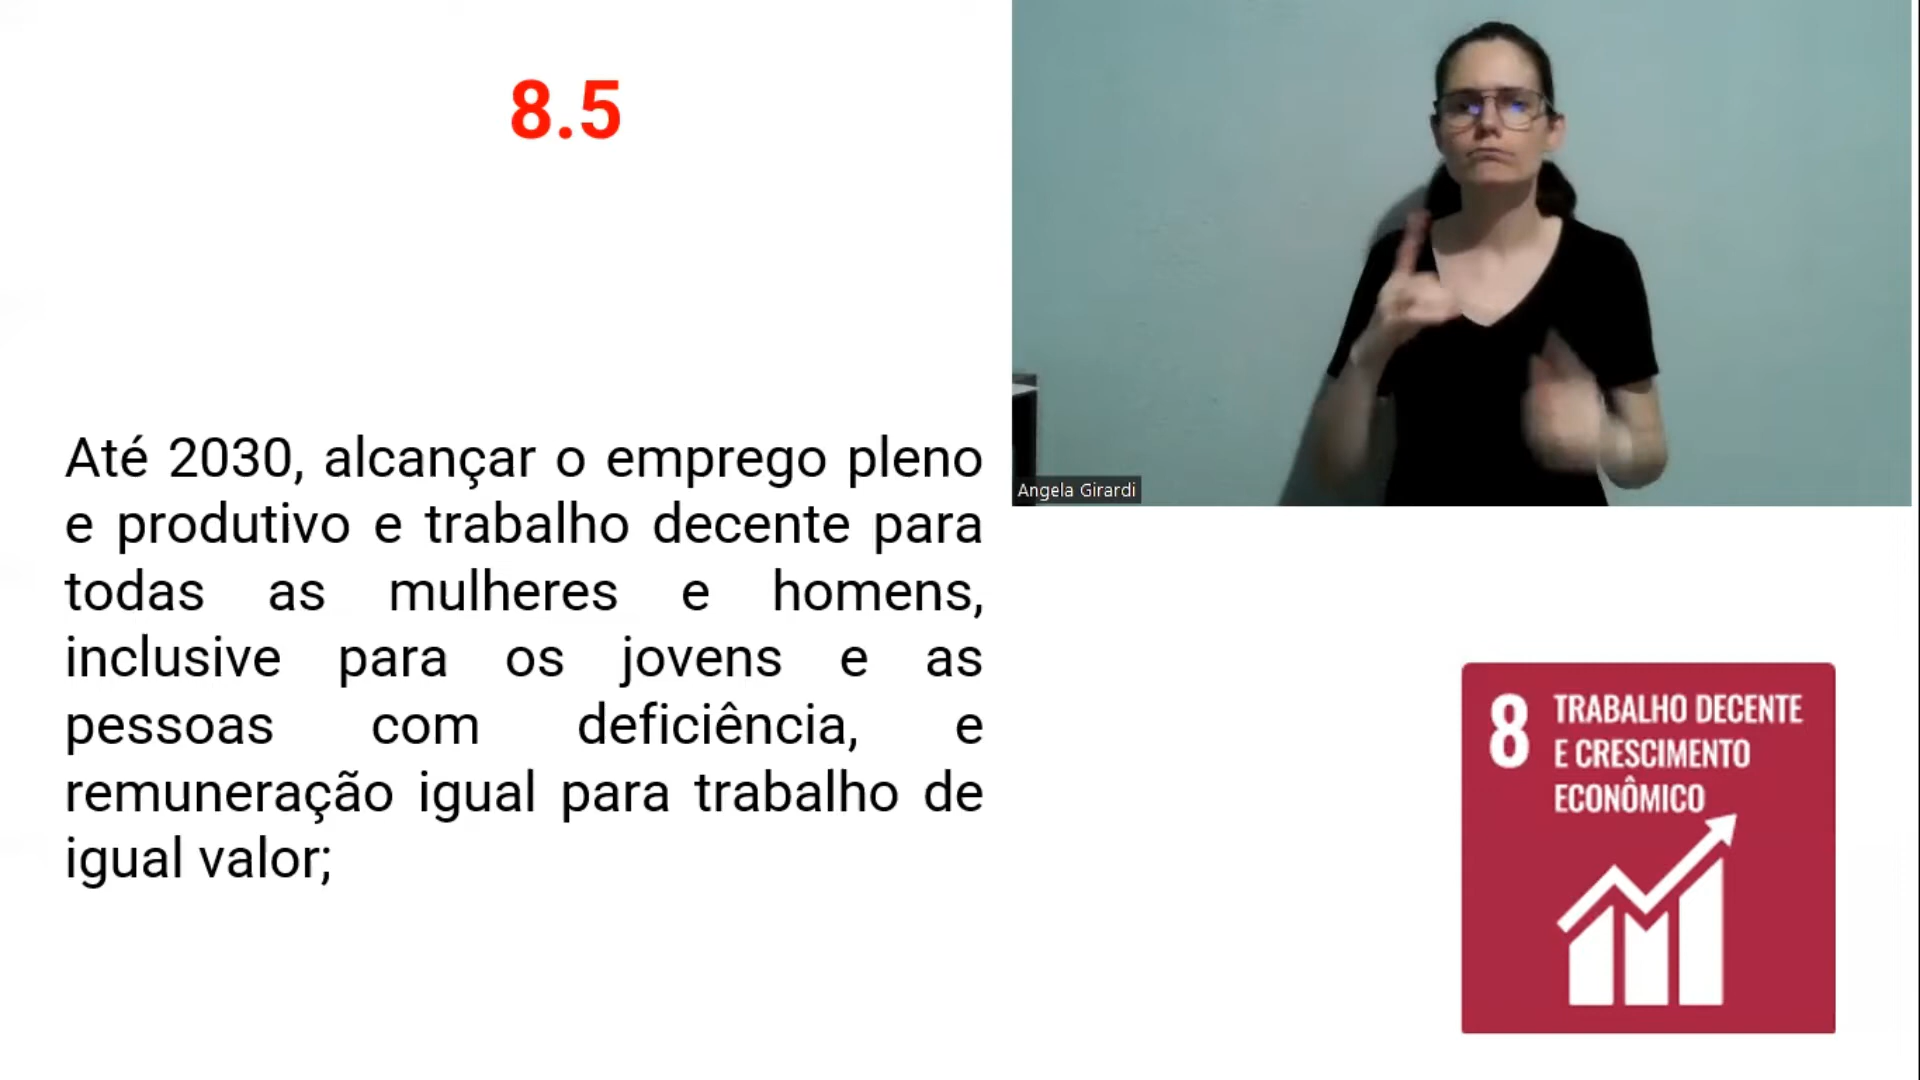 8.5
Até 2030, alcançar o emprego pleno
e produtivo e trabalho decente para
todas as mulheres e homens,
inclusive para os jovens e as
pessoas com deficiência, e
remuneração igual para trabalho de
igual valor;
Angela Girardi
8 TRABALHO DECENTE
E CRESCIMENTO
ECONÔMICO